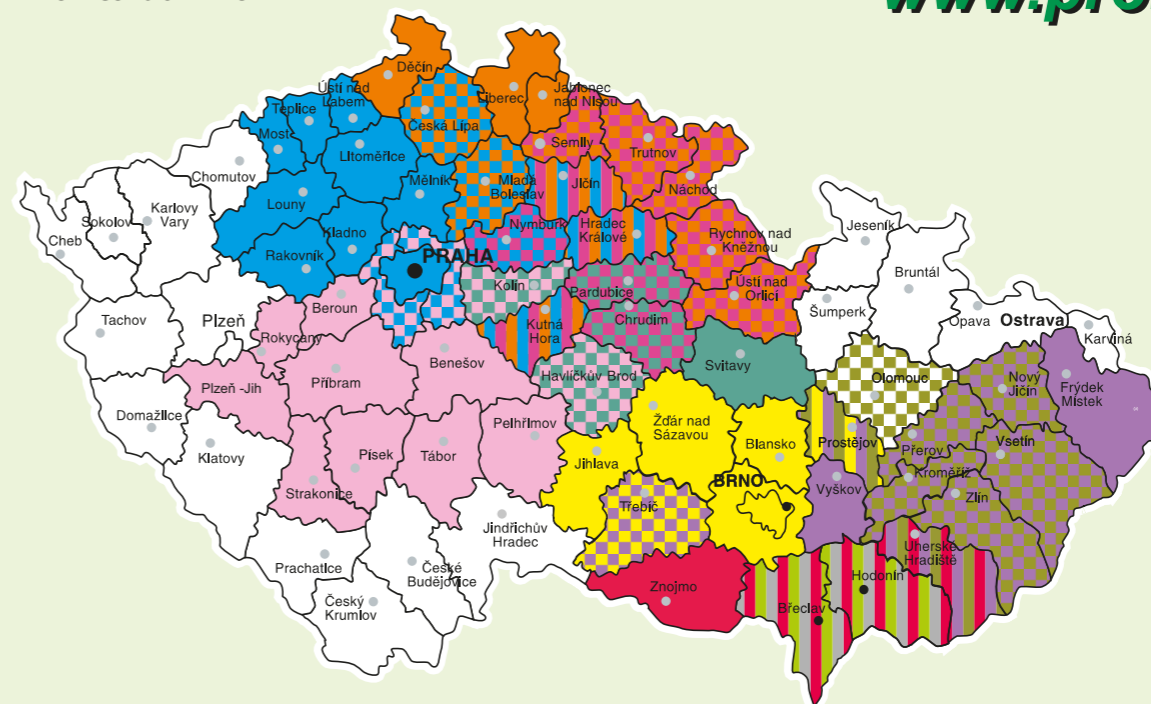 www.pro
Děčín
Ústí nad
Labem
Teplice
Most
Liberec
Jablonec
nad Nisou
Česká Lípa
Litoměřice
Semily
Trutnov
Chomutov
Mělník
Mladá
Boleslav
Jičín
Náchod
Louny
Karlovy
Vary
Sokolov
Cheb
Kladno
Nymburk
Hradec
Králové
Rychnov nad
Kněžnou
Jeseník
Rakovník
PRAHA
Kolín
Pardubice
Ústí nad
Orlicí
Bruntál
Beroun
Tachov
Plzeň
Rokycany
Kutná
Hora
Chrudim
Šumperk
Opava
Ostrava
Karviná
Benešov
Svitavy
Plzeň -Jih
Příbram
Havlíčkův Brod
Olomouc
Nový
Jičín
Frýdek
Místek
Domažlice
Pelhřimov
Žďár nad
Sázavou
Blansko
Prostějov
Přerov
Vsetín
Klatovy
Písek
Tábor
Jihlava
Kroměříž
Strakonice
BRNO
Vyškov
Zlín
Třebíč
Jindřichův
Hradec
Uherské
Hradiště
Prachatice
České
Budějovice
Znojmo
Hodonín
Český
Krumlov
Břeclav